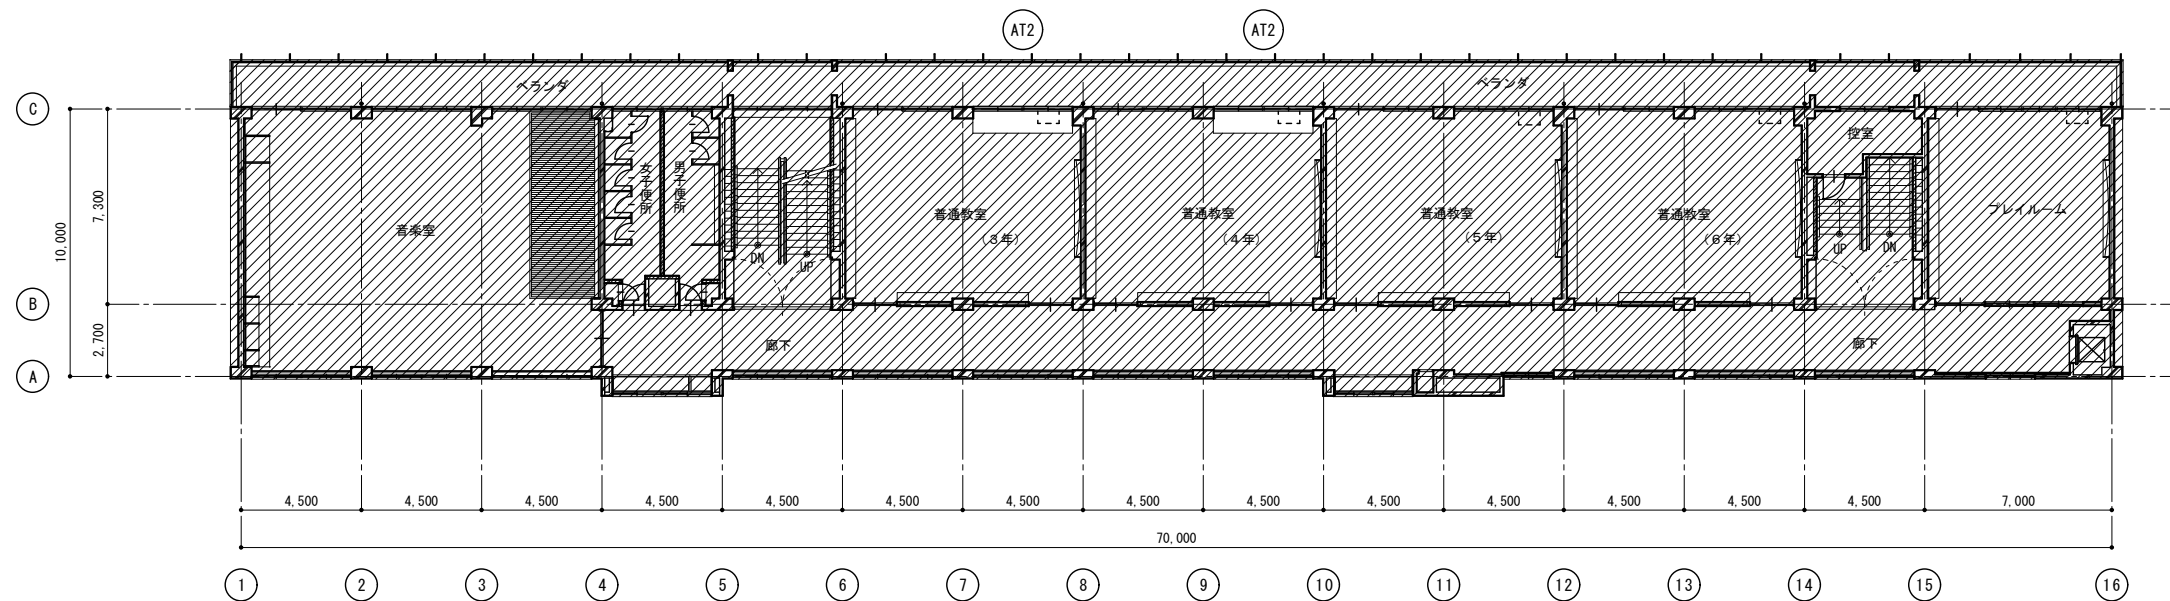 AT2
AT2
ベランダ
ベランダ
C
B
A
10,000
7,300
2,700
音楽室
女子便所
男子便所
DN
UP
普通教室
(3年)
普通教室
(4年)
普通教室
(5年)
普通教室
(6年)
控室
UP
DN
プレイルーム
廊下
廊下
4,500
4,500
4,500
4,500
4,500
4,500
4,500
4,500
4,500
4,500
4,500
4,500
4,500
4,500
7,000
70,000
1
2
3
4
5
6
7
8
9
10
11
12
13
14
15
16